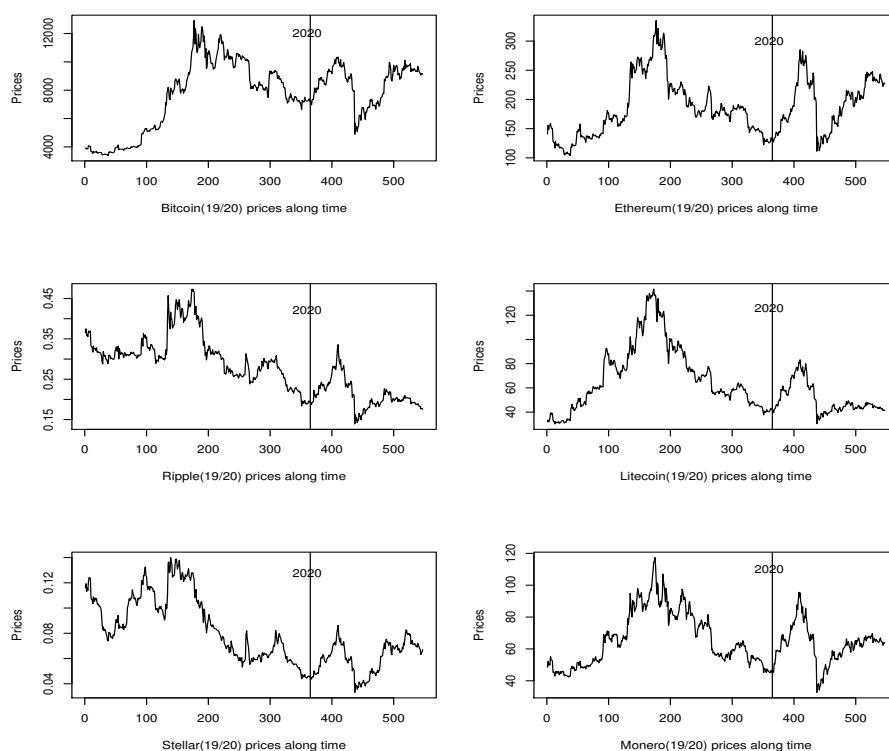 2020
Prices
4000 8000 12000
0 100 200 300 400 500
Bitcoin(19/20) prices along time
2020
Prices
100 150 200 250 300
0 100 200 300 400 500
Ethereum(19/20) prices along time
2020
Prices
0.15 0.25 0.35 0.45
0 100 200 300 400 500
Ripple(19/20) prices along time
2020
Prices
40 60 80 100 120
0 100 200 300 400 500
Litecoin(19/20) prices along time
2020
Prices
0.04 0.08 0.12
0 100 200 300 400 500
Stellar(19/20) prices along time
2020
Prices
40 60 80 100 120
0 100 200 300 400 500
Monero(19/20) prices along time